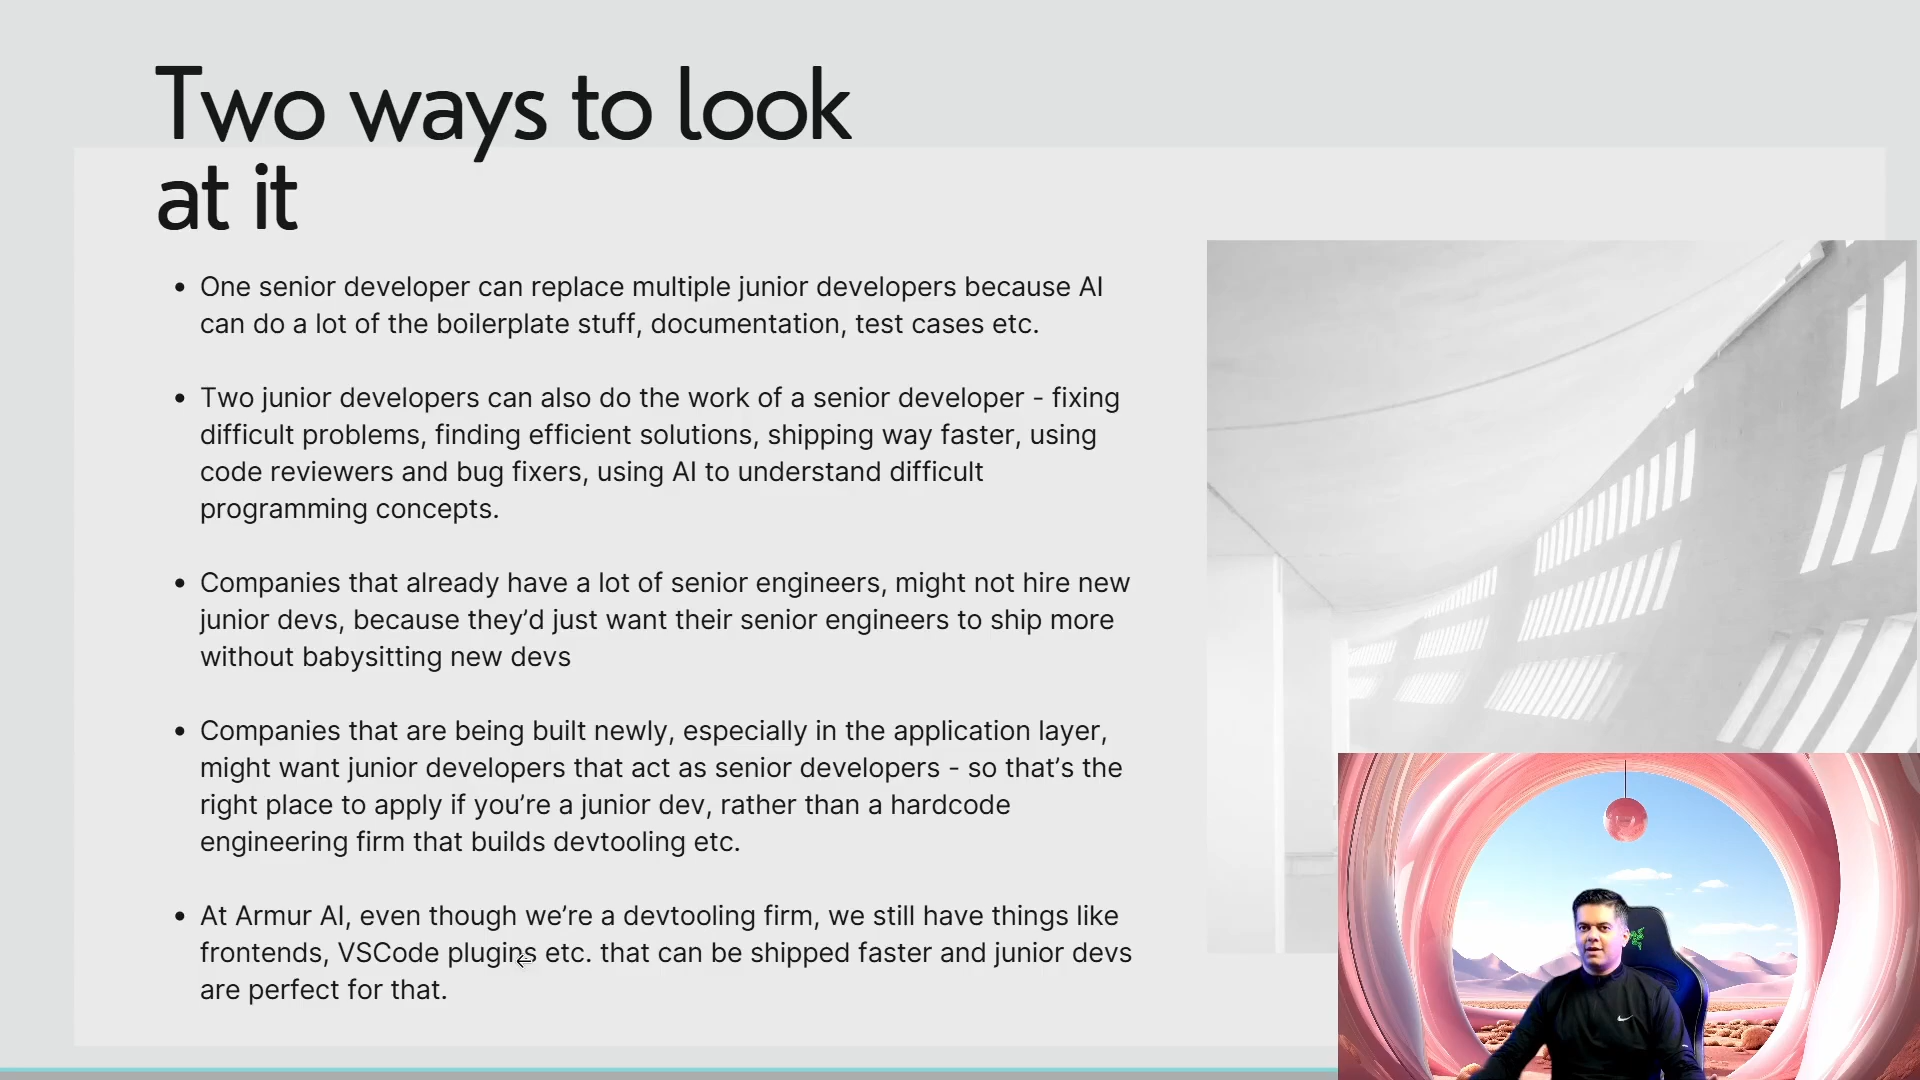 Two ways to look
at it
• One senior developer can replace multiple junior developers because AI
can do a lot of the boilerplate stuff, documentation, test cases etc.
• Two junior developers can also do the work of a senior developer - fixing
difficult problems, finding efficient solutions, shipping way faster, using
code reviewers and bug fixers, using AI to understand difficult
programming concepts.
• Companies that already have a lot of senior engineers, might not hire new
junior devs, because they’d just want their senior engineers to ship more
without babysitting new devs
• Companies that are being built newly, especially in the application layer,
might want junior developers that act as senior developers - so that’s the
right place to apply if you’re a junior dev, rather than a hardcode
engineering firm that builds devtooling etc.
• At Armur AI, even though we’re a devtooling firm, we still have things like
frontends, VSCode plugins etc. that can be shipped faster and junior devs
are perfect for that.